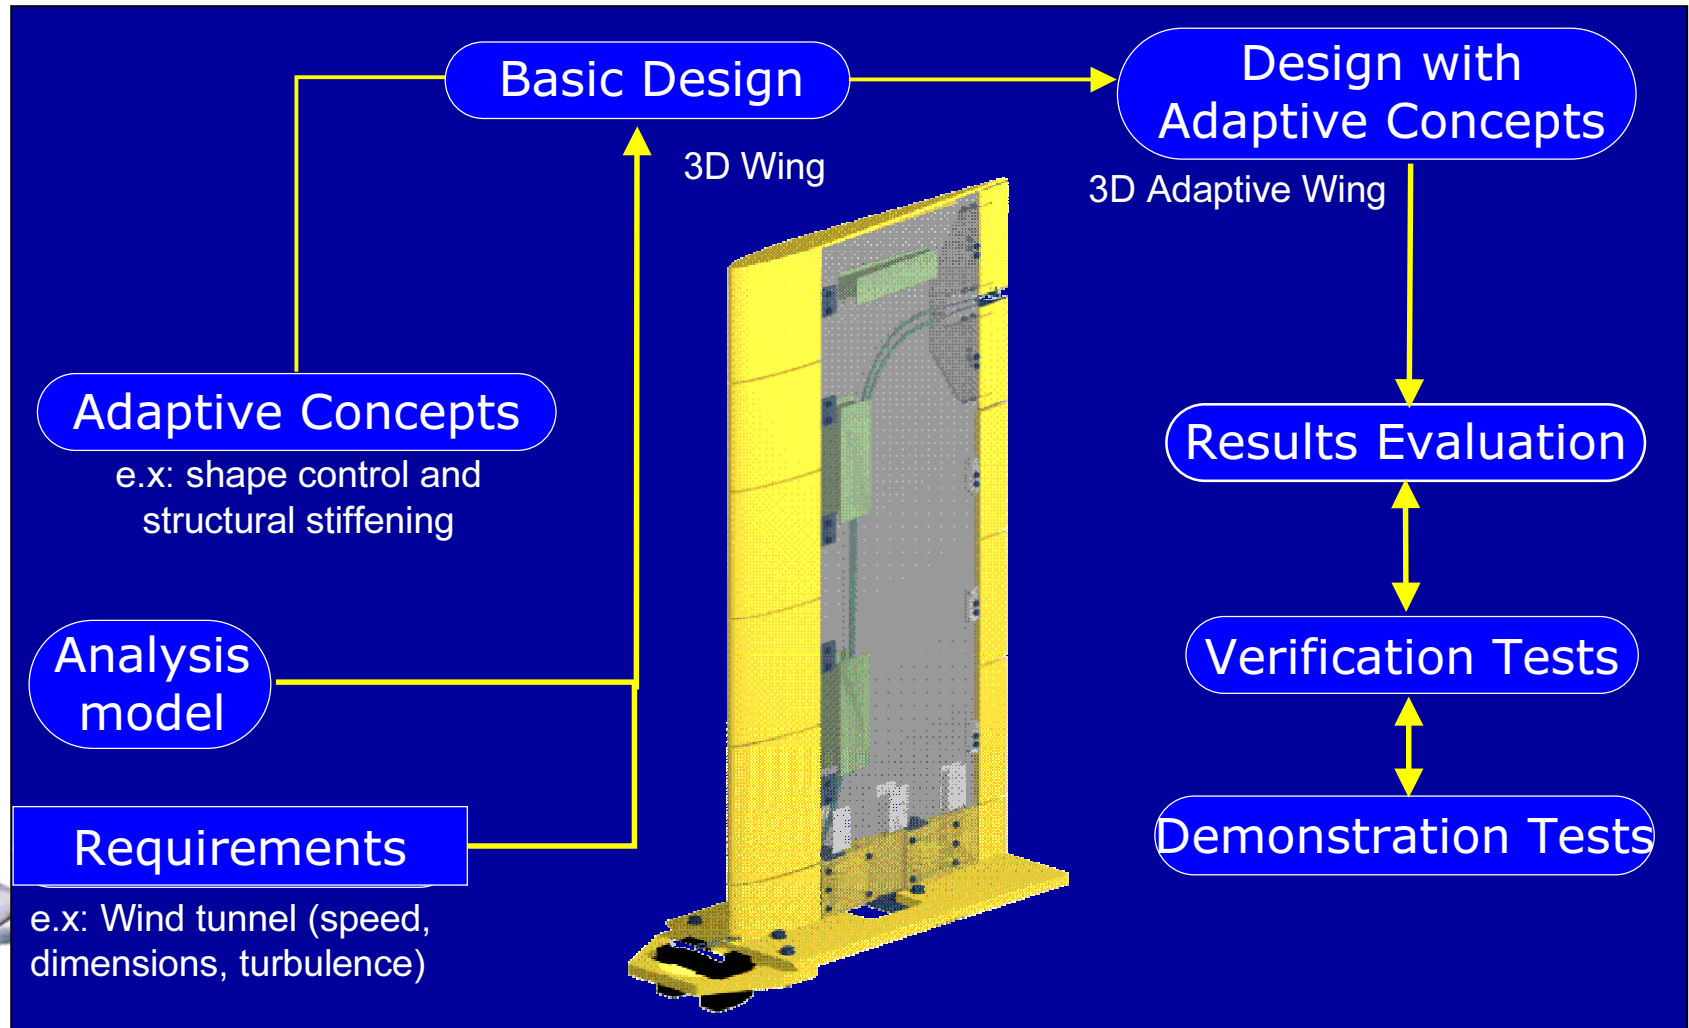 Basic Design
Design with
Adaptive Concepts
3D Wing
3D Adaptive Wing
Adaptive Concepts
e.x: shape control and
structural stiffening
Results Evaluation
Analysis
model
Verification Tests
Requirements
Demonstration Tests
e.x: Wind tunnel (speed,
dimensions, turbulence)